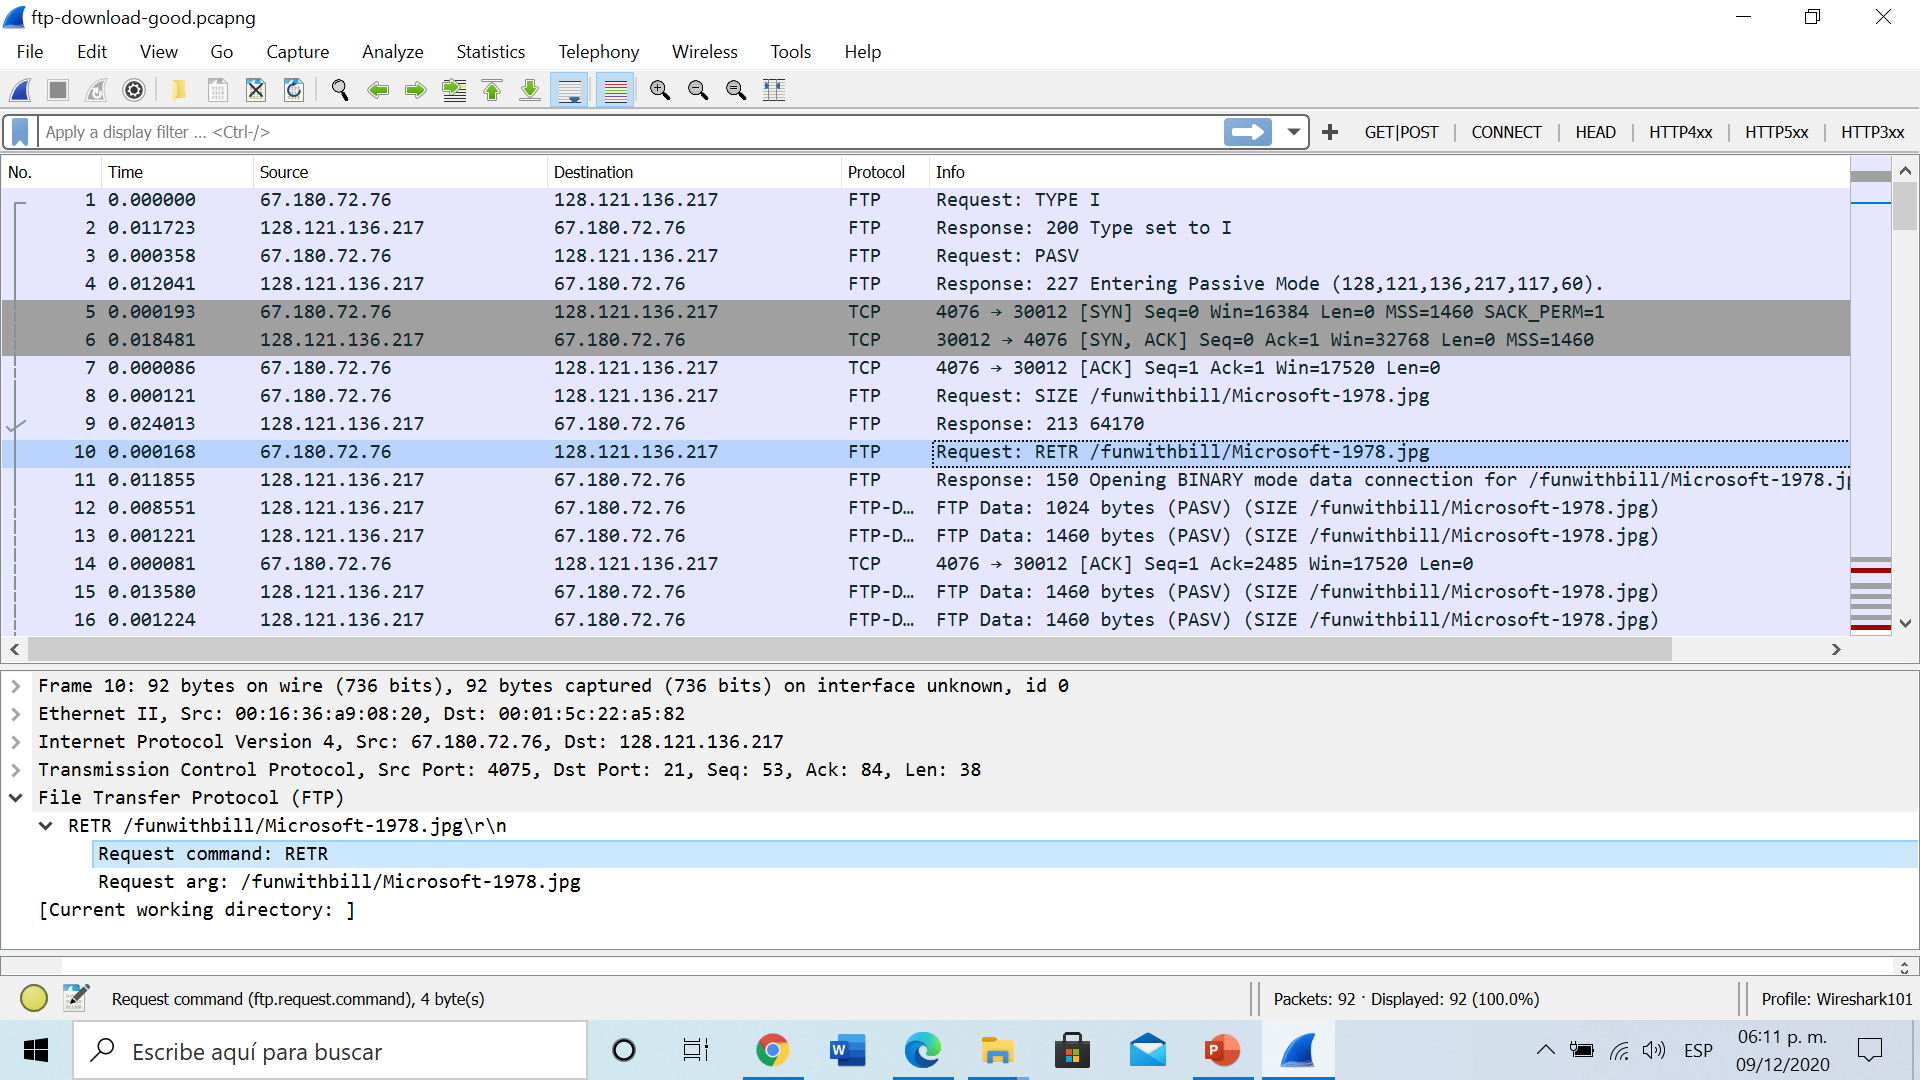 ftp-download-good.pcapng
File Edit View Go Capture Analyze Statistics Telephony Wireless Tools Help
Apply a display filter ... <Ctrl-/> GET|POST CONNECT HEAD HTTP4xx HTTP5xx HTTP3xx
No. Time Source Destination Protocol Info
1 0.000000 67.180.72.76 128.121.136.217 FTP Request: TYPE I
2 0.011723 128.121.136.217 67.180.72.76 FTP Response: 200 Type set to I
3 0.000358 67.180.72.76 128.121.136.217 FTP Request: PASV
4 0.012041 128.121.136.217 67.180.72.76 FTP Response: 227 Entering Passive Mode (128,121,136,217,117,60).
5 0.000193 67.180.72.76 128.121.136.217 TCP 4076 → 30012 [SYN] Seq=0 Win=16384 Len=0 MSS=1460 SACK_PERM=1
6 0.018481 128.121.136.217 67.180.72.76 TCP 30012 → 4076 [SYN, ACK] Seq=0 Ack=1 Win=32768 Len=0 MSS=1460
7 0.000086 67.180.72.76 128.121.136.217 TCP 4076 → 30012 [ACK] Seq=1 Ack=1 Win=17520 Len=0
8 0.000121 67.180.72.76 128.121.136.217 FTP Request: SIZE /funwithbill/Microsoft-1978.jpg
9 0.024013 128.121.136.217 67.180.72.76 FTP Response: 213 64170
10 0.000168 67.180.72.76 128.121.136.217 FTP Request: RETR /funwithbill/Microsoft-1978.jpg
11 0.011855 128.121.136.217 67.180.72.76 FTP Response: 150 Opening BINARY mode data connection for /funwithbill/Microsoft-1978.jp
12 0.008551 128.121.136.217 67.180.72.76 FTP-D… FTP Data: 1024 bytes (PASV) (SIZE /funwithbill/Microsoft-1978.jpg)
13 0.001221 128.121.136.217 67.180.72.76 FTP-D… FTP Data: 1460 bytes (PASV) (SIZE /funwithbill/Microsoft-1978.jpg)
14 0.000081 67.180.72.76 128.121.136.217 TCP 4076 → 30012 [ACK] Seq=1 Ack=2485 Win=17520 Len=0
15 0.013580 128.121.136.217 67.180.72.76 FTP-D… FTP Data: 1460 bytes (PASV) (SIZE /funwithbill/Microsoft-1978.jpg)
16 0.001224 128.121.136.217 67.180.72.76 FTP-D… FTP Data: 1460 bytes (PASV) (SIZE /funwithbill/Microsoft-1978.jpg)
Frame 10: 92 bytes on wire (736 bits), 92 bytes captured (736 bits) on interface unknown, id 0
Ethernet II, Src: 00:16:36:a9:08:20, Dst: 00:01:5c:22:a5:82
Internet Protocol Version 4, Src: 67.180.72.76, Dst: 128.121.136.217
Transmission Control Protocol, Src Port: 4075, Dst Port: 21, Seq: 53, Ack: 84, Len: 38
File Transfer Protocol (FTP)
RETR /funwithbill/Microsoft-1978.jpg\r\n
Request command: RETR
Request arg: /funwithbill/Microsoft-1978.jpg
[Current working directory: ]
Request command (ftp.request.command), 4 byte(s) Packets: 92 · Displayed: 92 (100.0%) Profile: Wireshark101
Escribe aquí para buscar ESP 06:11 p. m.
09/12/2020